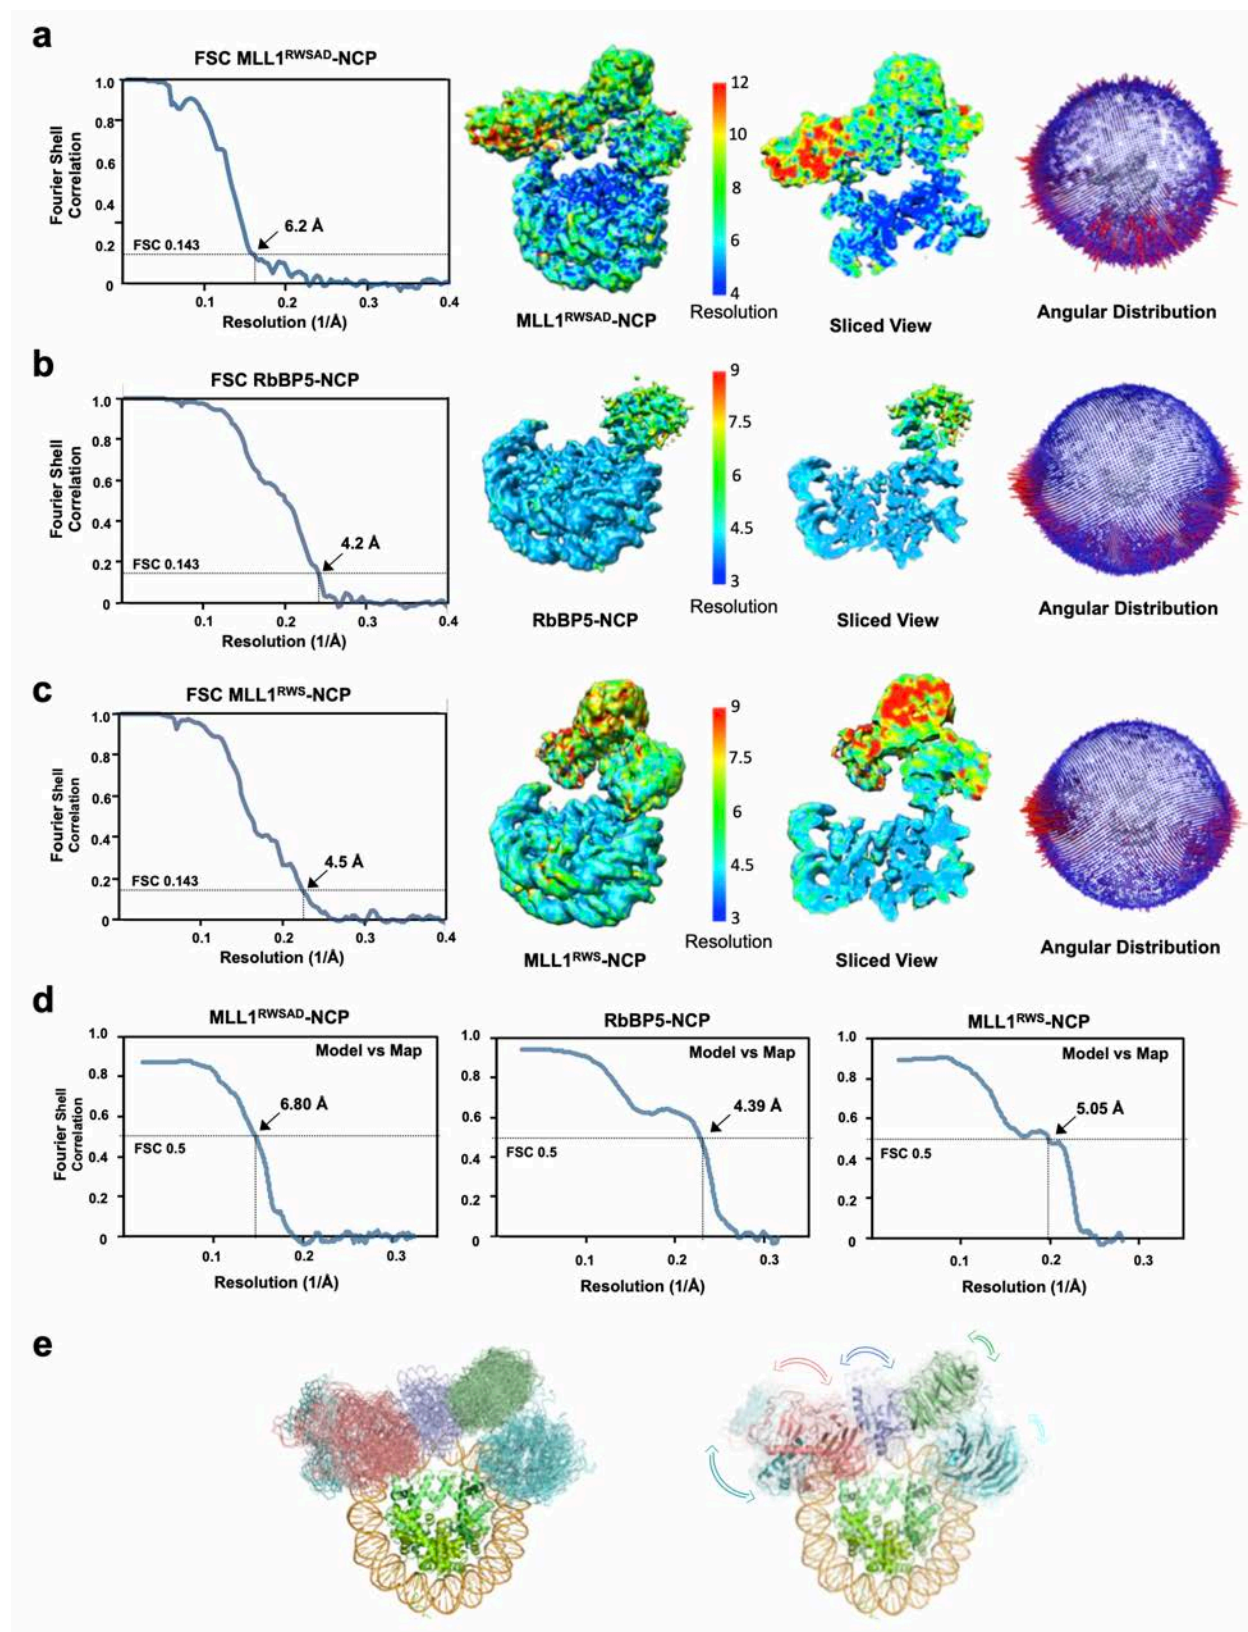 a
FSC MLL1RWSAD-NCP
Fourier Shell
Correlation
1.0
0.8
0.6
0.4
0.2
0
FSC 0.143
6.2 Å
0.1
0.2
0.3
0.4
Resolution (1/Å)
MLL1RWSAD-NCP
12
10
8
6
4
Resolution
Sliced View
Angular Distribution
b
FSC RbBP5-NCP
Fourier Shell
Correlation
1.0
0.8
0.6
0.4
0.2
0
FSC 0.143
4.2 Å
0.1
0.2
0.3
0.4
Resolution (1/Å)
RbBP5-NCP
9
7.5
6
4.5
3
Resolution
Sliced View
Angular Distribution
c
FSC MLL1RWS-NCP
Fourier Shell
Correlation
1.0
0.8
0.6
0.4
0.2
0
FSC 0.143
4.5 Å
0.1
0.2
0.3
0.4
Resolution (1/Å)
MLL1RWS-NCP
9
7.5
6
4.5
3
Resolution
Sliced View
Angular Distribution
d
MLL1RWSAD-NCP
Fourier Shell
Correlation
1.0
0.8
0.6
0.4
0.2
0
Model vs Map
6.80 Å
FSC 0.5
0.1
0.2
0.3
Resolution (1/Å)
RbBP5-NCP
1.0
0.8
0.6
0.4
0.2
0
Model vs Map
4.39 Å
FSC 0.5
0.1
0.2
0.3
Resolution (1/Å)
MLL1RWS-NCP
1.0
0.8
0.6
0.4
0.2
0
Model vs Map
5.05 Å
FSC 0.5
0.1
0.2
0.3
Resolution (1/Å)
e